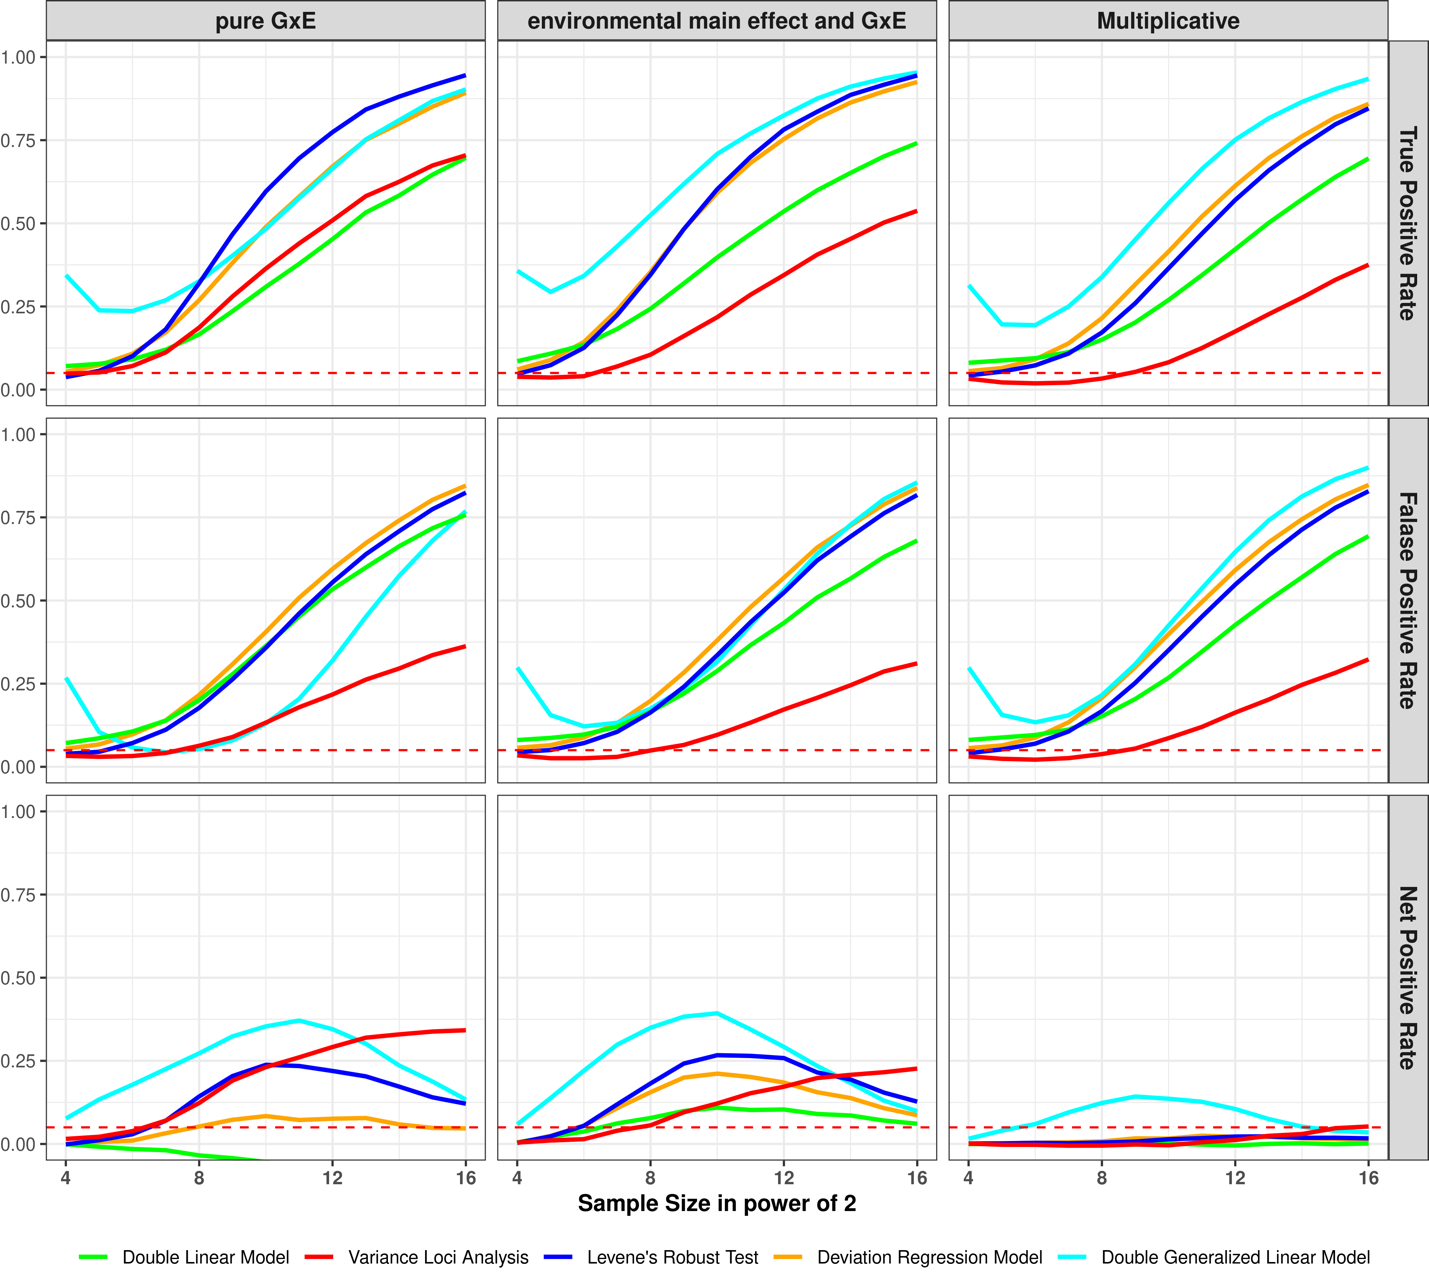 pure GxE
environmental main effect and GxE
Multiplicative
1.00
0.75
0.50
0.25
0.00
True Positive Rate
1.00
0.75
0.50
0.25
0.00
Falase Positive Rate
1.00
0.75
0.50
0.25
0.00
Net Positive Rate
4 8 12 16 4 8 12 16 4 8 12 16
Sample Size in power of 2
Double Linear Model Variance Loci Analysis Levene's Robust Test Deviation Regression Model Double Generalized Linear Model